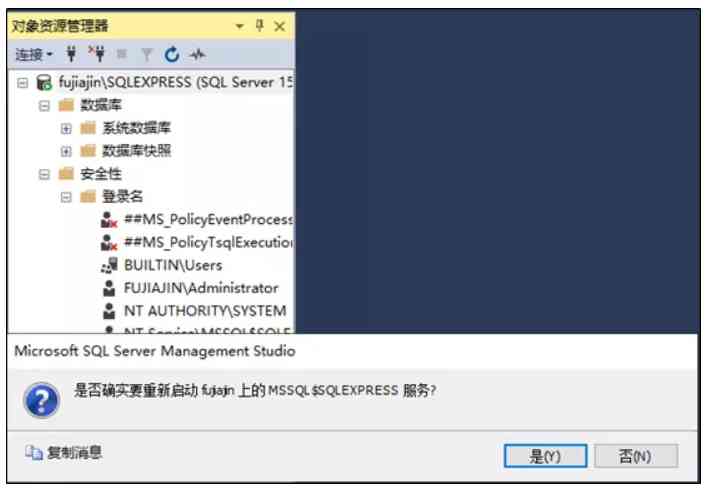 对象资源管理器
连接
fujiajin\SQLEXPRESS (SQL Server 15
数据库
系统数据库
数据库快照
安全性
登录名
##MS_PolicyEventProcess
##MS_PolicyTsqlExecution
BUILTIN\Users
FUJIAJIN\Administrator
NT AUTHORITY\SYSTEM
NT Service\MSSQL$SQLE
Microsoft SQL Server Management Studio
是否确实要重新启动 fujiajin 上的 MSSQL$SQLEXPRESS 服务?
复制消息
是(Y)
否(N)